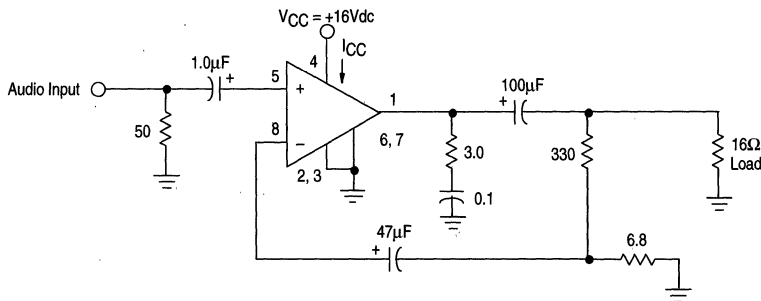 VCC = +16Vdc
4
ICC
Audio Input
1.0µF
+
5
+
1
100µF
+
50
8
−
6, 7
3.0
330
16Ω
Load
2, 3
0.1
47µF
+
6.8